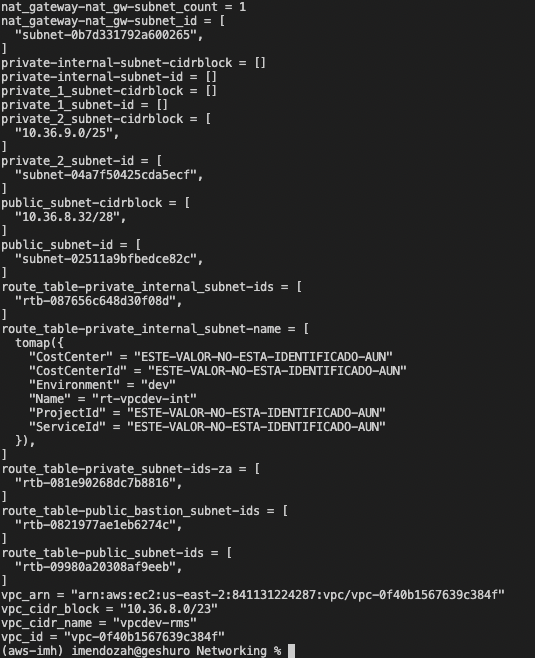 nat_gateway-nat_gw-subnet_count = 1
nat_gateway-nat_gw-subnet_id = [
  "subnet-0b7d331792a600265",
]
private-internal-subnet-cidrblock = []
private-internal-subnet-id = []
private_1_subnet-cidrblock = []
private_1_subnet-id = []
private_2_subnet-cidrblock = [
  "10.36.9.0/25",
]
private_2_subnet-id = [
  "subnet-04a7f50425cda5ecf",
]
public_subnet-cidrblock = [
  "10.36.8.32/28",
]
public_subnet-id = [
  "subnet-02511a9bfbedce82c",
]
route_table-private_internal_subnet-ids = [
  "rtb-087656c648d30f08d",
]
route_table-private_internal_subnet-name = [
  tomap({
    "CostCenter" = "ESTE-VALOR-NO-ESTA-IDENTIFICADO-AUN"
    "CostCenterId" = "ESTE-VALOR-NO-ESTA-IDENTIFICADO-AUN"
    "Environment" = "dev"
    "Name" = "rt-vpcdev-int"
    "ProjectId" = "ESTE-VALOR-NO-ESTA-IDENTIFICADO-AUN"
    "ServiceId" = "ESTE-VALOR-NO-ESTA-IDENTIFICADO-AUN"
  }),
]
route_table-private_subnet-ids-za = [
  "rtb-081e90268dc7b8816",
]
route_table-public_bastion_subnet-ids = [
  "rtb-0821977ae1eb6274c",
]
route_table-public_subnet-ids = [
  "rtb-09980a20308af9eeb",
]
vpc_arn = "arn:aws:ec2:us-east-2:841131224287:vpc/vpc-0f40b1567639c384f"
vpc_cidr_block = "10.36.8.0/23"
vpc_cidr_name = "vpcdev-rms"
vpc_id = "vpc-0f40b1567639c384f"
(aws-imh) imendozah@geshuro Networking %